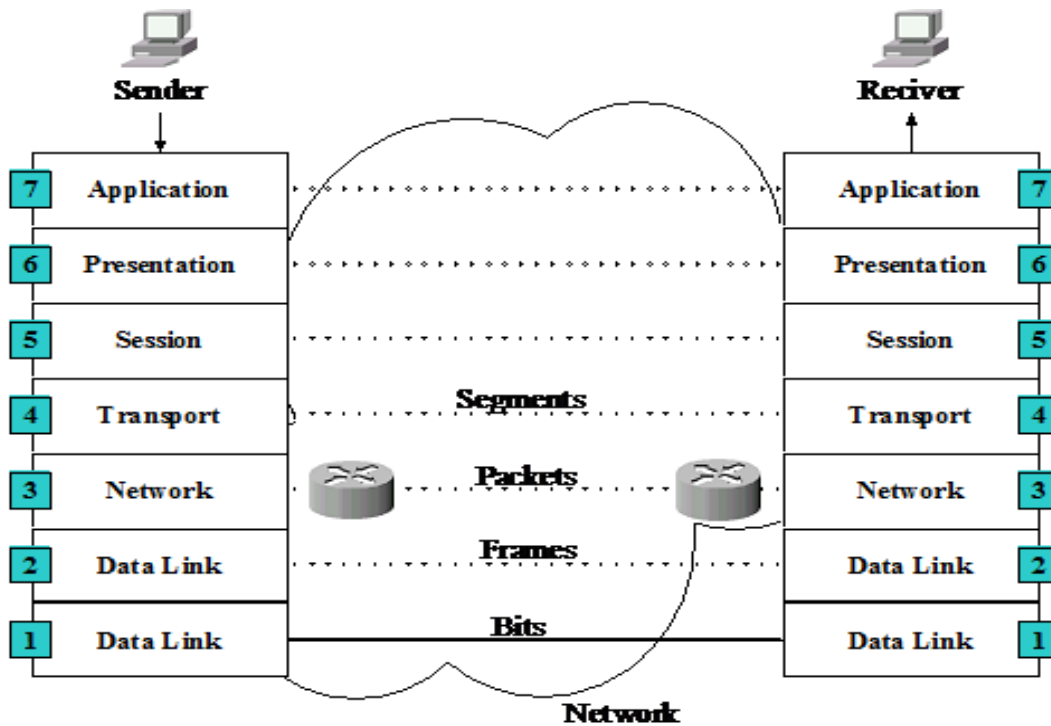 Sender Reciver
7 Application Application 7
6 Presentation Presentation 6
5 Session Session 5
4 Transport Segments Transport 4
3 Network Packets Network 3
2 Data Link Frames Data Link 2
1 Data Link Bits Data Link 1
Network